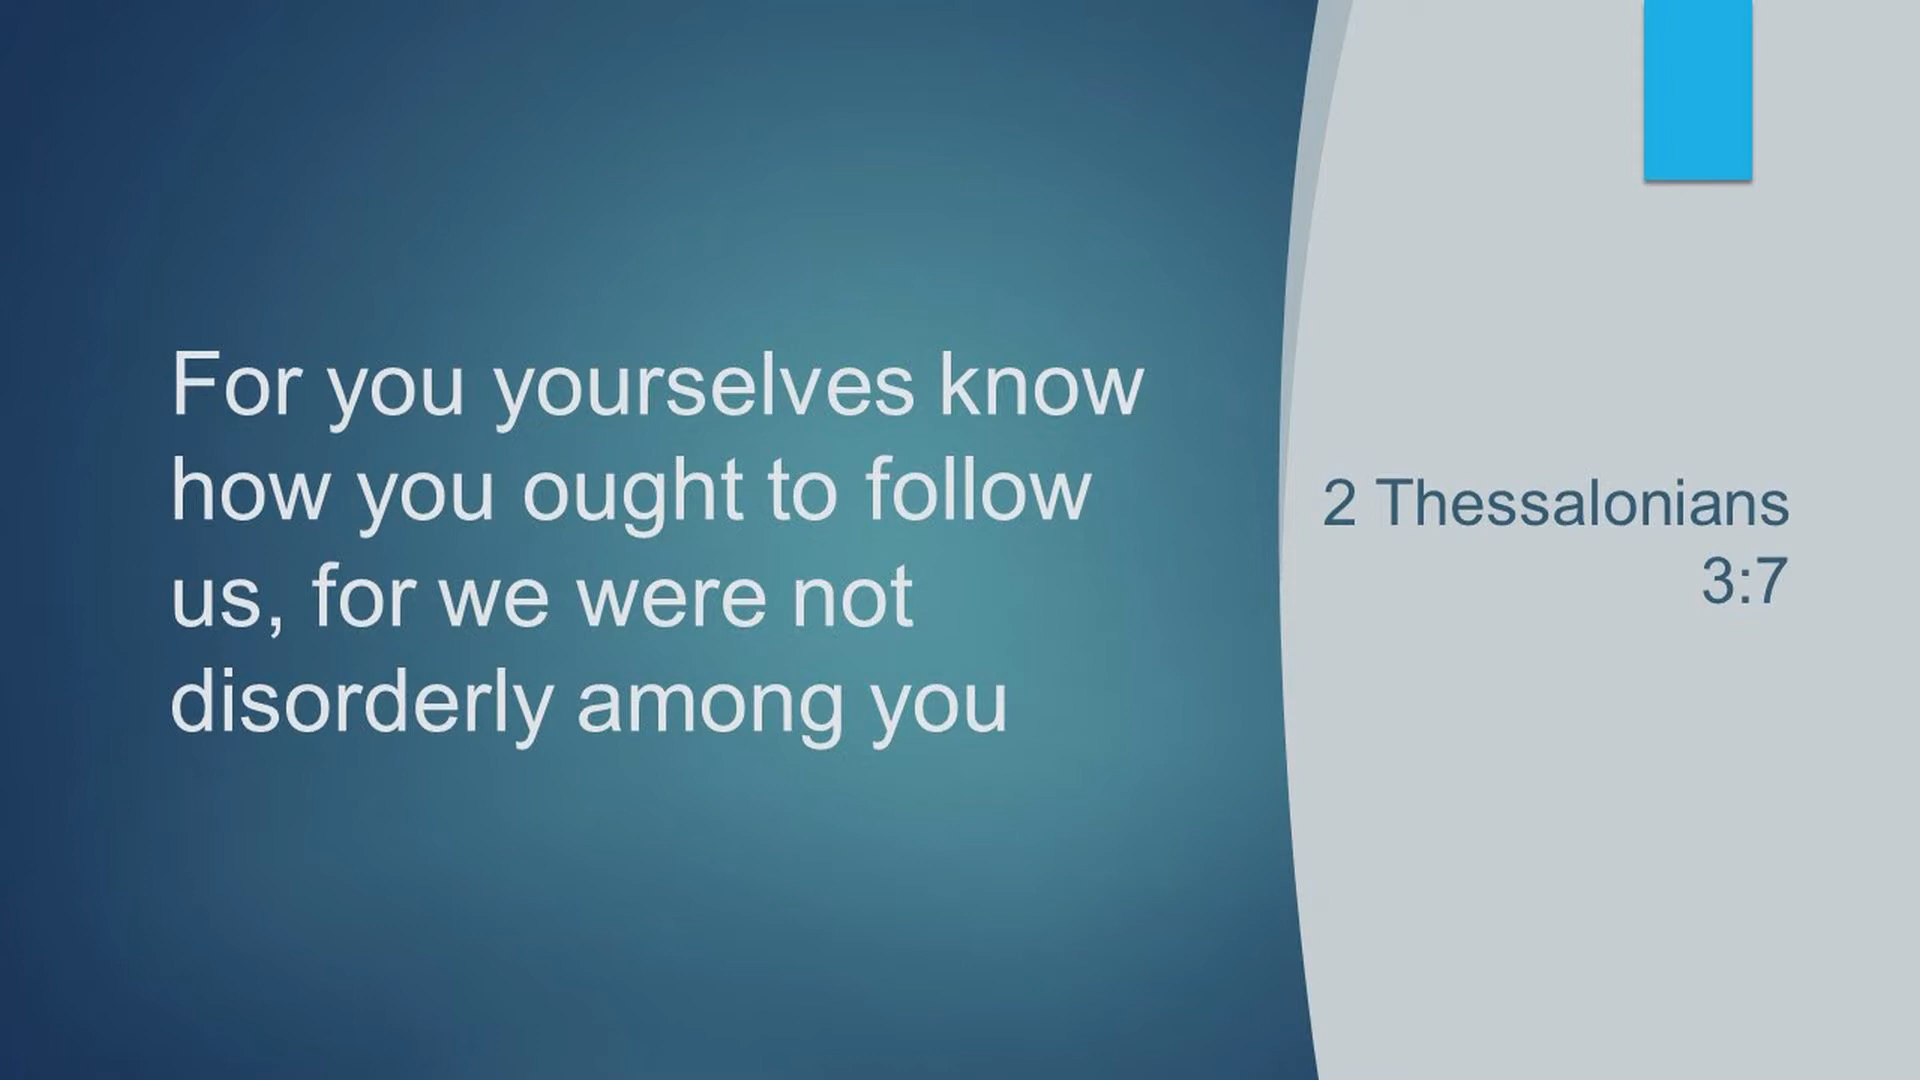 For you yourselves know
how you ought to follow
us, for we were not
disorderly among you
2 Thessalonians
3:7